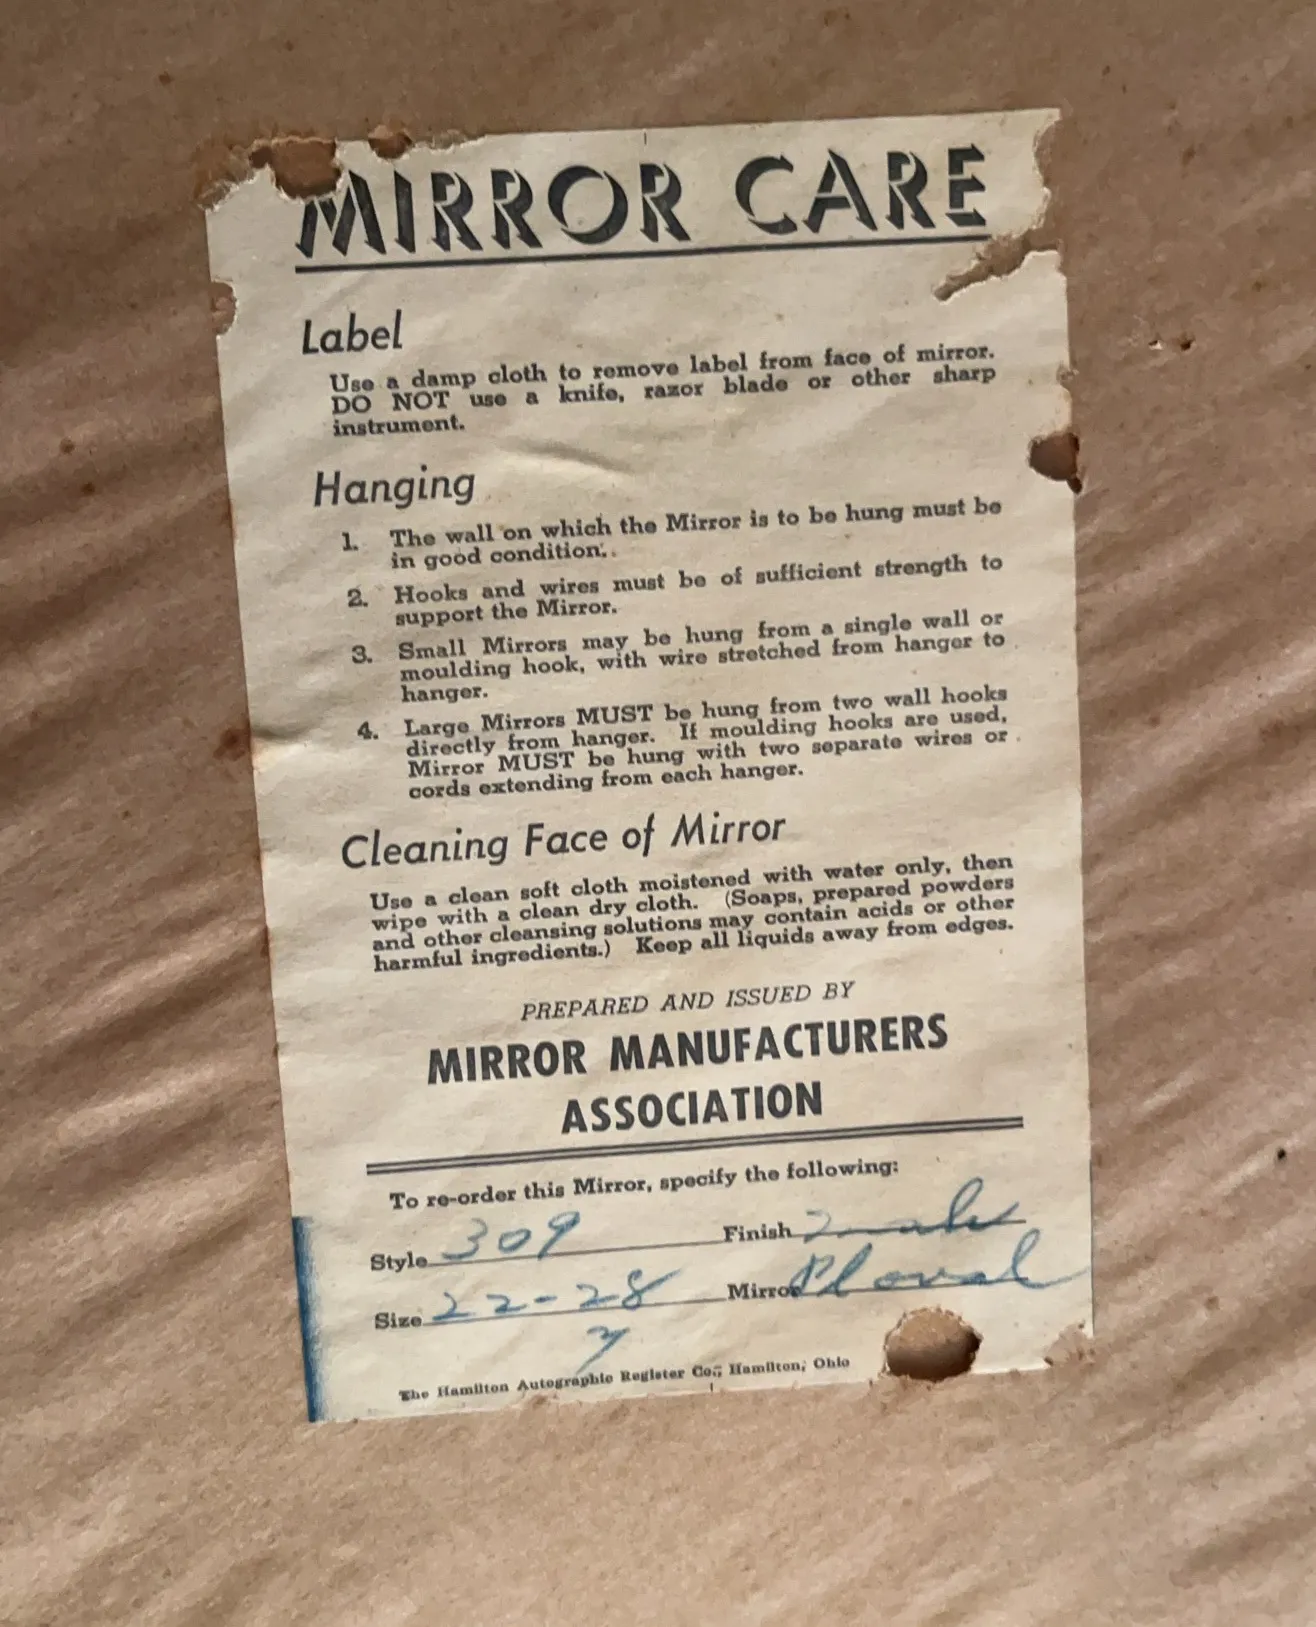 MIRROR CARE
Label
Use a damp cloth to remove label from face of mirror.
DO NOT use a knife, razor blade or other sharp
instrument.
Hanging
1. The wall on which the Mirror is to be hung must be
in good condition.
2. Hooks and wires must be of sufficient strength to
support the Mirror.
3. Small Mirrors may be hung from a single wall or
moulding hook, with wire stretched from hanger to
hanger.
4. Large Mirrors MUST be hung from two wall hooks
directly from hanger. If moulding hooks are used,
Mirror MUST be hung with two separate wires or
cords extending from each hanger.
Cleaning Face of Mirror
Use a clean soft cloth moistened with water only, then
wipe with a clean dry cloth. (Soaps, prepared powders
and other cleansing solutions may contain acids or other
harmful ingredients.) Keep all liquids away from edges.
PREPARED AND ISSUED BY
MIRROR MANUFACTURERS
ASSOCIATION
To re-order this Mirror, specify the following:
Style 309 Finish
Size 22-28 Mirror Pl oval
The Hamilton Autographic Register Co., Hamilton, Ohio